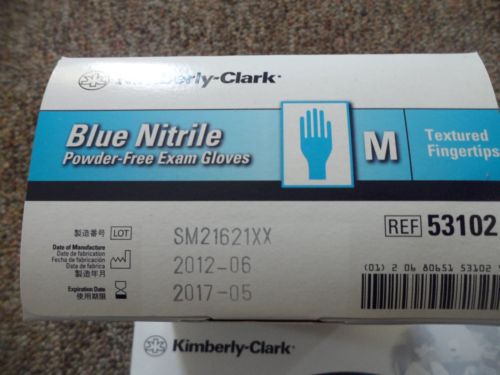 Kimberly-Clark*
Blue Nitrile
Powder-Free Exam Gloves
M
Textured
Fingertips
REF 53102
製造番号 LOT SM21621XX
Date of Manufacture
Date de fabrication
Fecha de fabricación
Data de fabrico
製造年月
2012-06
Expiration Date
使用期限
2017-05
(01) 2 06 80651 53102
Kimberly-Clark*